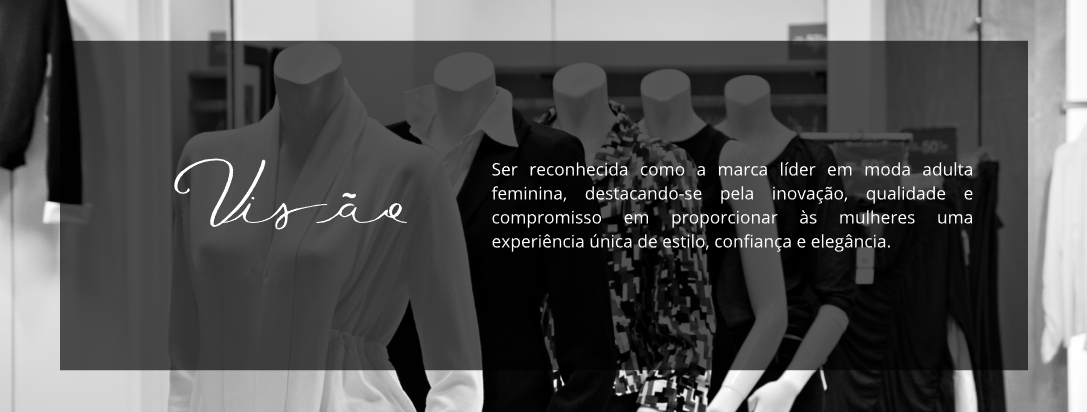 Visão
Ser reconhecida como a marca líder em moda adulta
feminina, destacando-se pela inovação, qualidade e
compromisso em proporcionar às mulheres uma
experiência única de estilo, confiança e elegância.